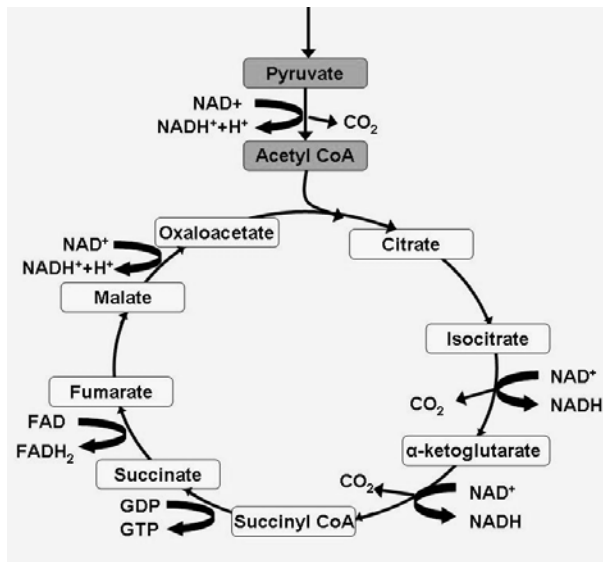 Pyruvate
NAD+
NADH⁺+H⁺
CO₂
Acetyl CoA
Oxaloacetate
Citrate
NAD⁺
NADH⁺+H⁺
Malate
Isocitrate
NAD⁺
NADH
CO₂
Fumarate
FAD
FADH₂
α-ketoglutarate
Succinate
CO₂
NAD⁺
NADH
GDP
GTP
Succinyl CoA